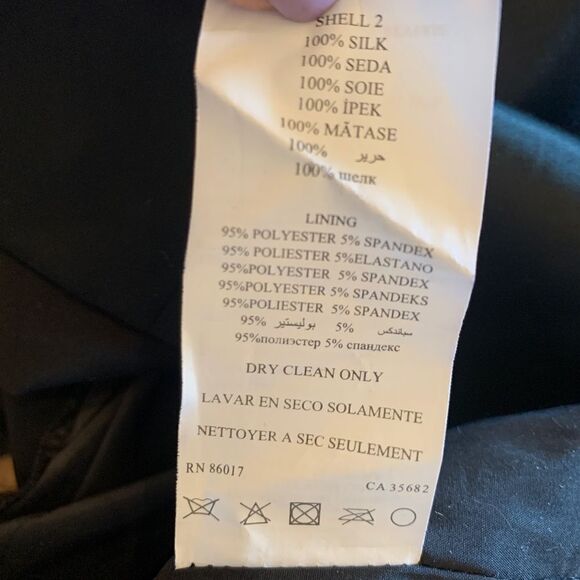 SHELL 2
100% SILK
100% SEDA
100% SOIE
100% İPEK
100% MĂTASE
100% حرير
100% шелк
LINING
95% POLYESTER 5% SPANDEX
95% POLIESTER 5%ELASTANO
95%POLYESTER 5% SPANDEX
95%POLYESTER 5% SPANDEKS
95%POLIESTER 5% SPANDEX
95% بوليستير 5% سباندكس
95%полиэстер 5% спандекс
DRY CLEAN ONLY
LAVAR EN SECO SOLAMENTE
NETTOYER A SEC SEULEMENT
RN 86017
CA 35682